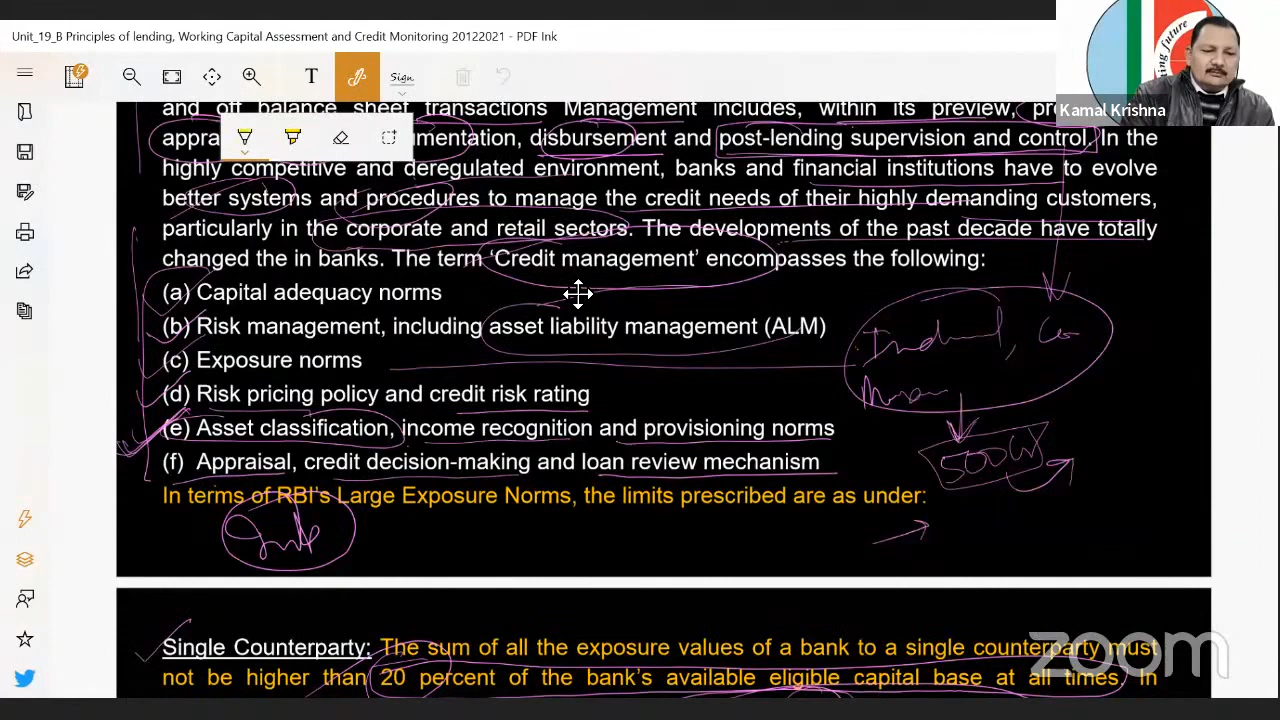 Unit_19_B Principles of lending, Working Capital Assessment and Credit Monitoring 20122021 - PDF Ink
T
Sign
Kamal Krishna
and off balance sheet transactions Management includes, within its preview,
disbursement and post-lending supervision and control. In the
highly competitive and deregulated environment, banks and financial institutions have to evolve
better systems and procedures to manage the credit needs of their highly demanding customers,
particularly in the corporate and retail sectors. The developments of the past decade have totally
changed the in banks. The term ‘Credit management’ encompasses the following:
(a) Capital adequacy norms
(b) Risk management, including asset liability management (ALM)
(c) Exposure norms
(d) Risk pricing policy and credit risk rating
(e) Asset classification, income recognition and provisioning norms
(f) Appraisal, credit decision-making and loan review mechanism
In terms of RBI's Large Exposure Norms, the limits prescribed are as under:
Single Counterparty: The sum of all the exposure values of a bank to a single counterparty must
not be higher than 20 percent of the bank's available eligible capital base at all times. In
zoom